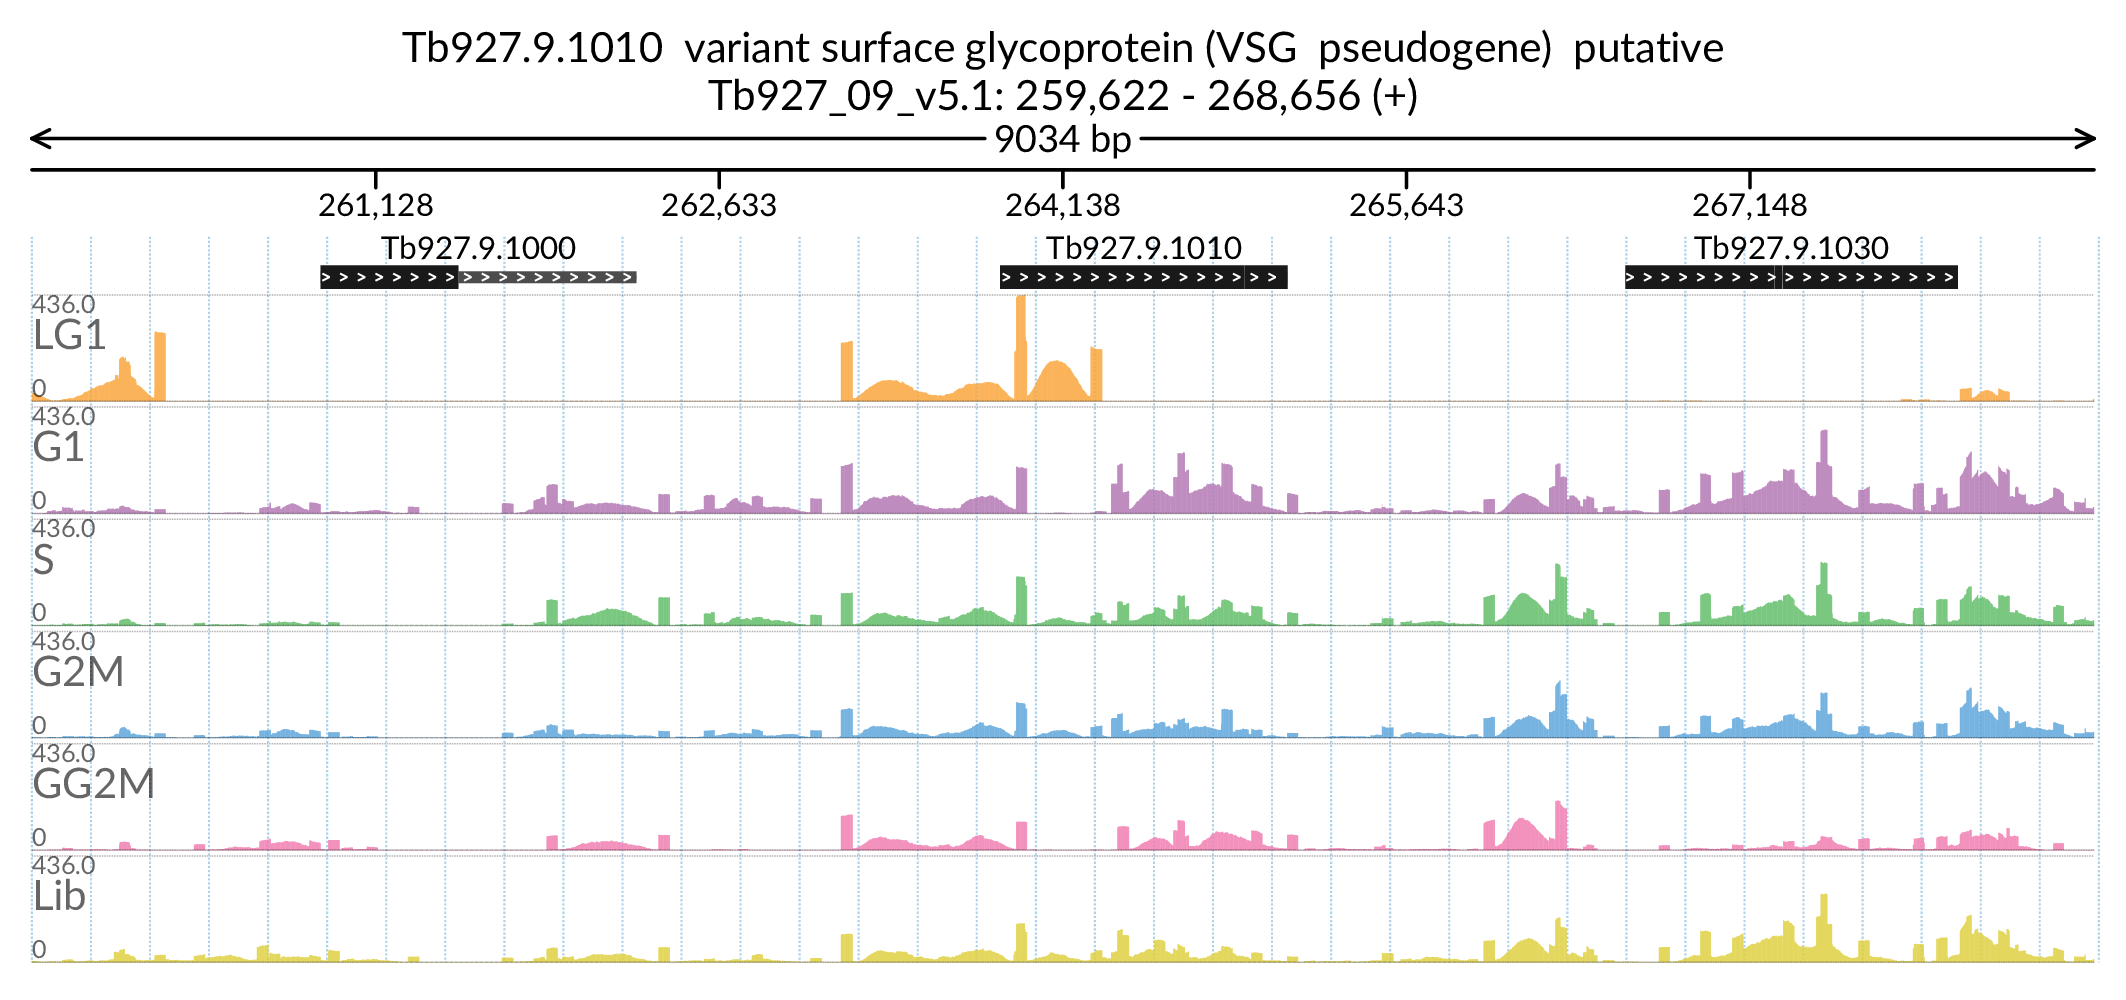 Tb927.9.1010 variant surface glycoprotein (VSG pseudogene) putative
Tb927_09_v5.1: 259,622 - 268,656 (+)
9034 bp
261,128 262,633 264,138 265,643 267,148
Tb927.9.1000 Tb927.9.1010 Tb927.9.1030
436.0
LG1
0
436.0
G1
0
436.0
S
0
436.0
G2M
0
436.0
GG2M
0
436.0
Lib
0